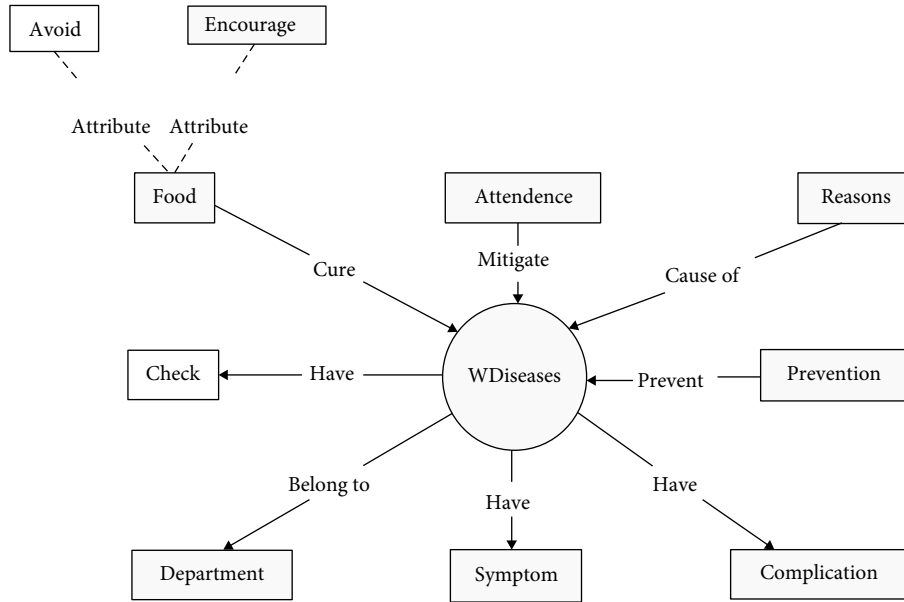 Avoid
Encourage
Attribute
Attribute
Food
Attendence
Reasons
Mitigate
Cure
Cause of
Check
Have
WDiseases
Prevent
Prevention
Belong to
Have
Have
Department
Symptom
Complication